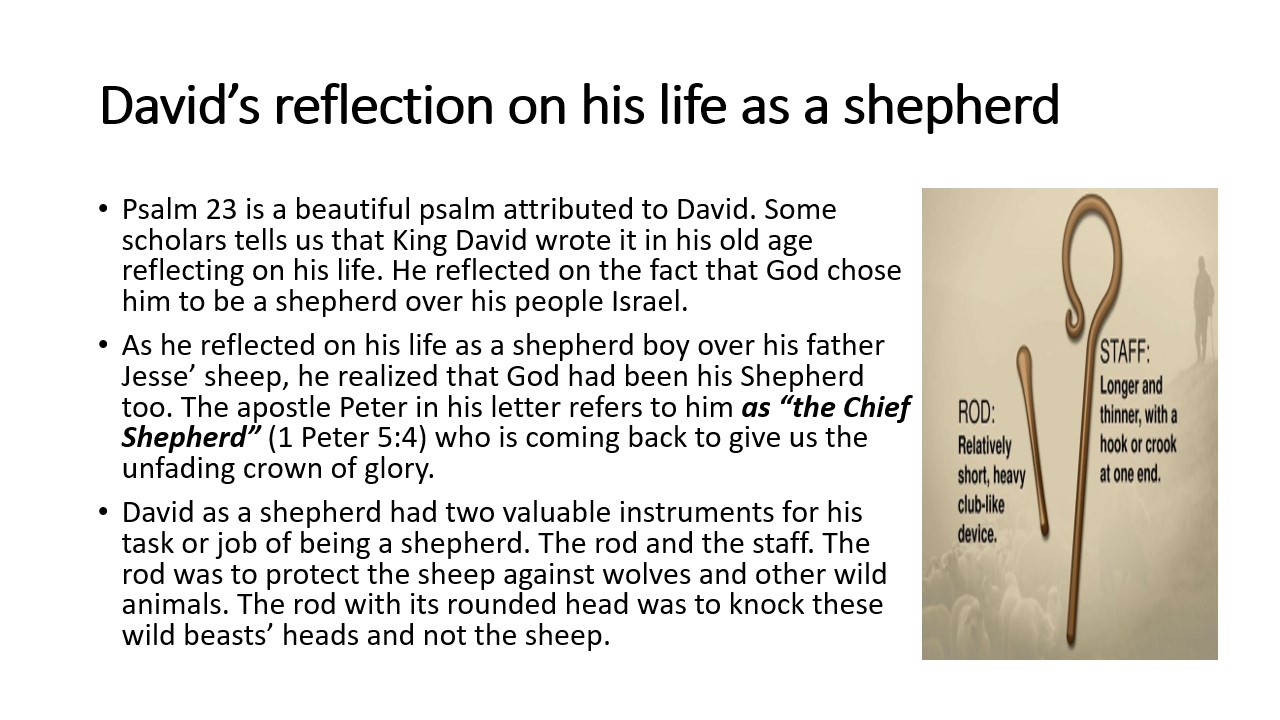 David’s reflection on his life as a shepherd
• Psalm 23 is a beautiful psalm attributed to David. Some
scholars tells us that King David wrote it in his old age
reflecting on his life. He reflected on the fact that God chose
him to be a shepherd over his people Israel.
• As he reflected on his life as a shepherd boy over his father
Jesse’ sheep, he realized that God had been his Shepherd
too. The apostle Peter in his letter refers to him as “the Chief
Shepherd” (1 Peter 5:4) who is coming back to give us the
unfading crown of glory.
• David as a shepherd had two valuable instruments for his
task or job of being a shepherd. The rod and the staff. The
rod was to protect the sheep against wolves and other wild
animals. The rod with its rounded head was to knock these
wild beasts’ heads and not the sheep.
ROD:
Relatively
short, heavy
club-like
device.
STAFF:
Longer and
thinner, with a
hook or crook
at one end.